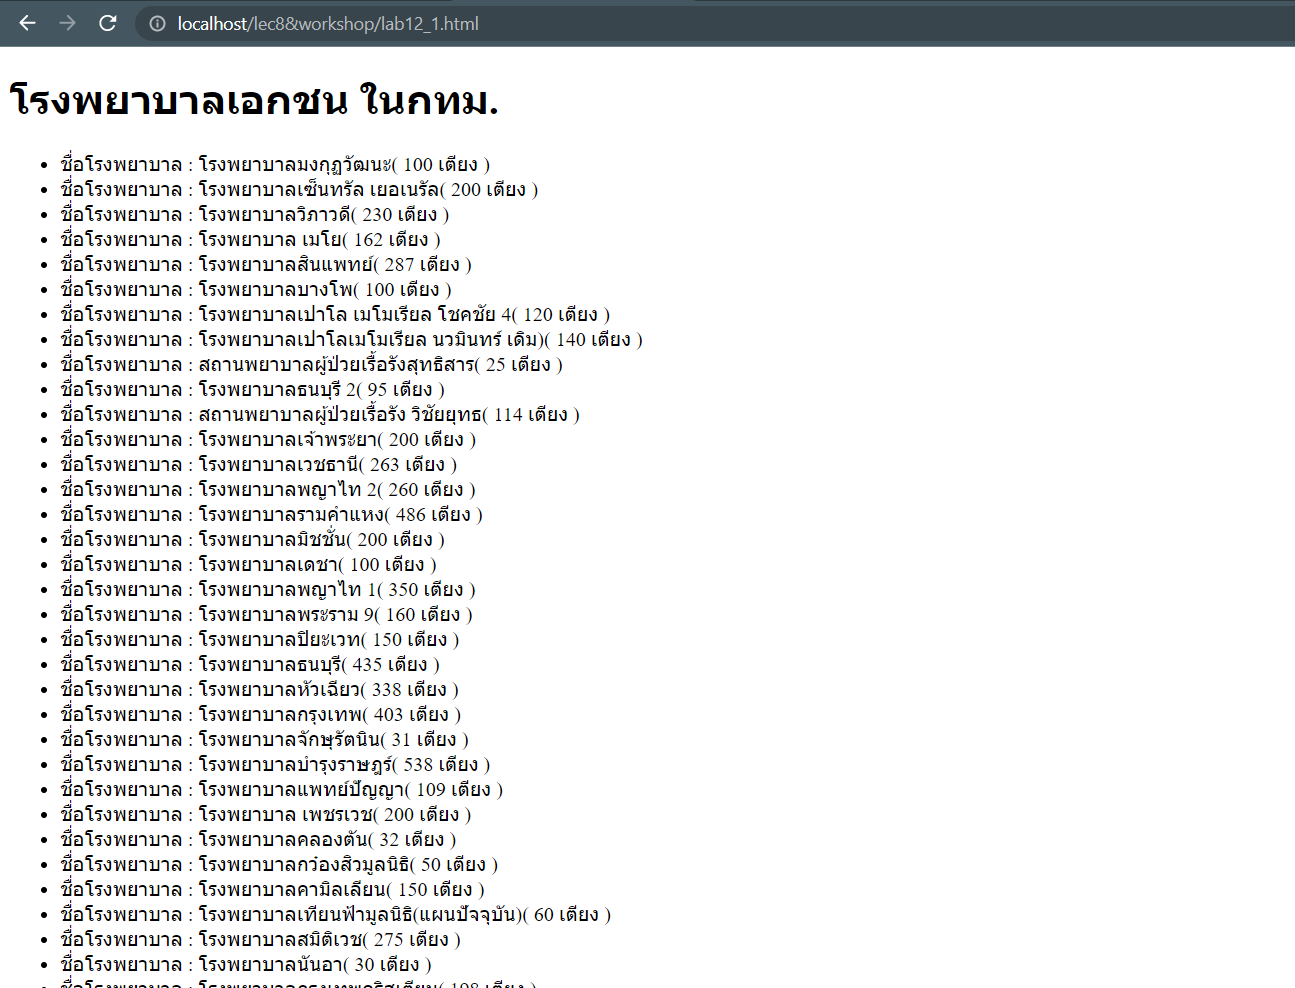 localhost/lec8&workshop/lab12_1.html
โรงพยาบาลเอกชน ในกทม.
ชื่อโรงพยาบาล : โรงพยาบาลมงกุฎวัฒนะ( 100 เตียง )
ชื่อโรงพยาบาล : โรงพยาบาลเซ็นทรัล เยอเนรัล( 200 เตียง )
ชื่อโรงพยาบาล : โรงพยาบาลวิภาวดี( 230 เตียง )
ชื่อโรงพยาบาล : โรงพยาบาล เมโย( 162 เตียง )
ชื่อโรงพยาบาล : โรงพยาบาลสินแพทย์( 287 เตียง )
ชื่อโรงพยาบาล : โรงพยาบาลบางโพ( 100 เตียง )
ชื่อโรงพยาบาล : โรงพยาบาลเปาโล เมโมเรียล โชคชัย 4( 120 เตียง )
ชื่อโรงพยาบาล : โรงพยาบาลเปาโลเมโมเรียล นวมินทร์ เดิม)( 140 เตียง )
ชื่อโรงพยาบาล : สถานพยาบาลผู้ป่วยเรื้อรังสุทธิสาร( 25 เตียง )
ชื่อโรงพยาบาล : โรงพยาบาลธนบุรี 2( 95 เตียง )
ชื่อโรงพยาบาล : สถานพยาบาลผู้ป่วยเรื้อรัง วิชัยยุทธ( 114 เตียง )
ชื่อโรงพยาบาล : โรงพยาบาลเจ้าพระยา( 200 เตียง )
ชื่อโรงพยาบาล : โรงพยาบาลเวชธานี( 263 เตียง )
ชื่อโรงพยาบาล : โรงพยาบาลพญาไท 2( 260 เตียง )
ชื่อโรงพยาบาล : โรงพยาบาลรามคำแหง( 486 เตียง )
ชื่อโรงพยาบาล : โรงพยาบาลมิชชั่น( 200 เตียง )
ชื่อโรงพยาบาล : โรงพยาบาลเดชา( 100 เตียง )
ชื่อโรงพยาบาล : โรงพยาบาลพญาไท 1( 350 เตียง )
ชื่อโรงพยาบาล : โรงพยาบาลพระราม 9( 160 เตียง )
ชื่อโรงพยาบาล : โรงพยาบาลปิยะเวท( 150 เตียง )
ชื่อโรงพยาบาล : โรงพยาบาลธนบุรี( 435 เตียง )
ชื่อโรงพยาบาล : โรงพยาบาลหัวเฉียว( 338 เตียง )
ชื่อโรงพยาบาล : โรงพยาบาลกรุงเทพ( 403 เตียง )
ชื่อโรงพยาบาล : โรงพยาบาลจักษุรัตนิน( 31 เตียง )
ชื่อโรงพยาบาล : โรงพยาบาลบำรุงราษฎร์( 538 เตียง )
ชื่อโรงพยาบาล : โรงพยาบาลแพทย์ปัญญา( 109 เตียง )
ชื่อโรงพยาบาล : โรงพยาบาล เพชรเวช( 200 เตียง )
ชื่อโรงพยาบาล : โรงพยาบาลคลองตัน( 32 เตียง )
ชื่อโรงพยาบาล : โรงพยาบาลกว๋องสิวมูลนิธิ( 50 เตียง )
ชื่อโรงพยาบาล : โรงพยาบาลคามิลเลียน( 150 เตียง )
ชื่อโรงพยาบาล : โรงพยาบาลเทียนฟ้ามูลนิธิ(แผนปัจจุบัน)( 60 เตียง )
ชื่อโรงพยาบาล : โรงพยาบาลสมิติเวช( 275 เตียง )
ชื่อโรงพยาบาล : โรงพยาบาลนันอา( 30 เตียง )
ชื่อโรงพยาบาล : โรงพยาบาลกรุงเทพคริสเตียน( 198 เตียง )